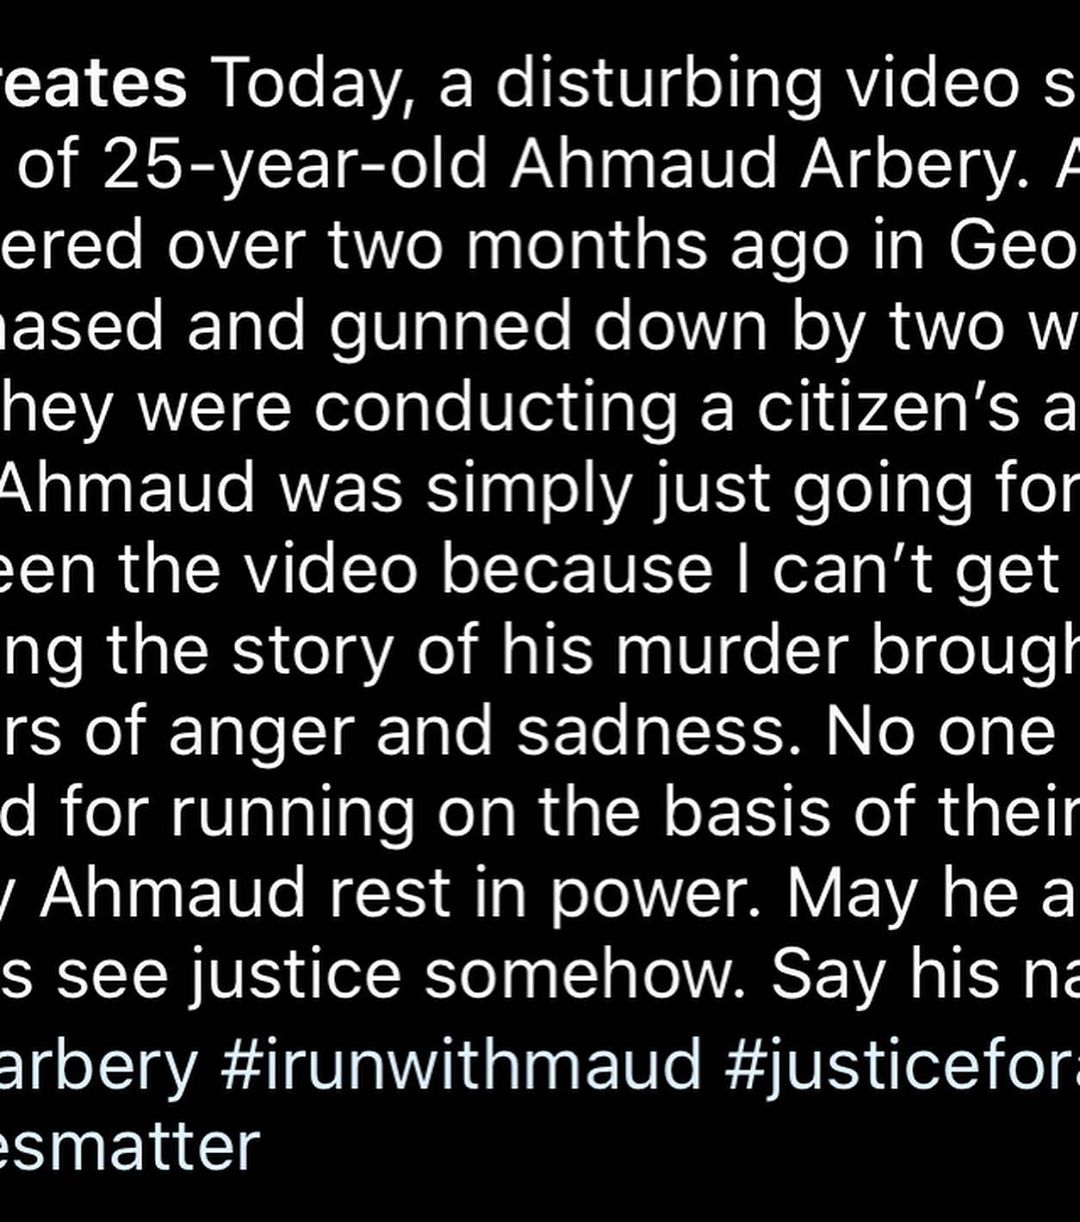 reates Today, a disturbing video s
of 25-year-old Ahmaud Arbery. A
ered over two months ago in Geo
hased and gunned down by two w
hey were conducting a citizen’s a
Ahmaud was simply just going for
een the video because I can’t get
ng the story of his murder brough
rs of anger and sadness. No one
d for running on the basis of their
y Ahmaud rest in power. May he a
s see justice somehow. Say his na
arbery #irunwithmaud #justicefora
esmatter